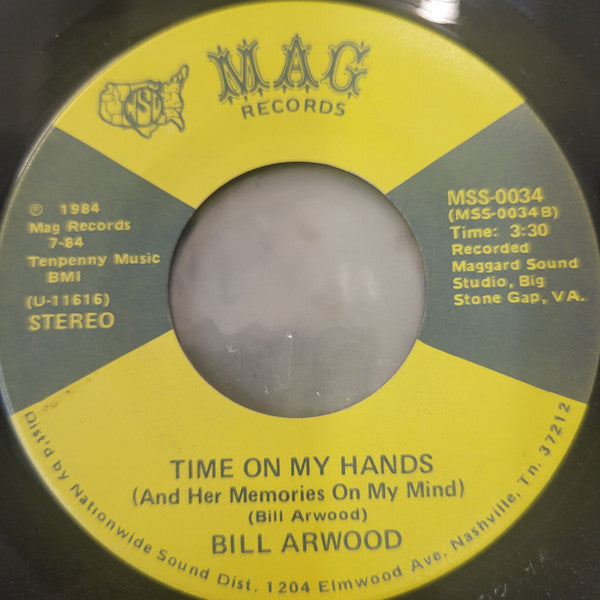 MAG
RECORDS
NSD
℗ 1984
Mag Records
7-84
Tenpenny Music
BMI
(U-11616)
STEREO
MSS-0034
(MSS-0034B)
Time: 3:30
Recorded
Maggard Sound
Studio, Big
Stone Gap, VA.
TIME ON MY HANDS
(And Her Memories On My Mind)
(Bill Arwood)
BILL ARWOOD
Dist'd by Nationwide Sound Dist. 1204 Elmwood Ave. Nashville, Tn. 37212